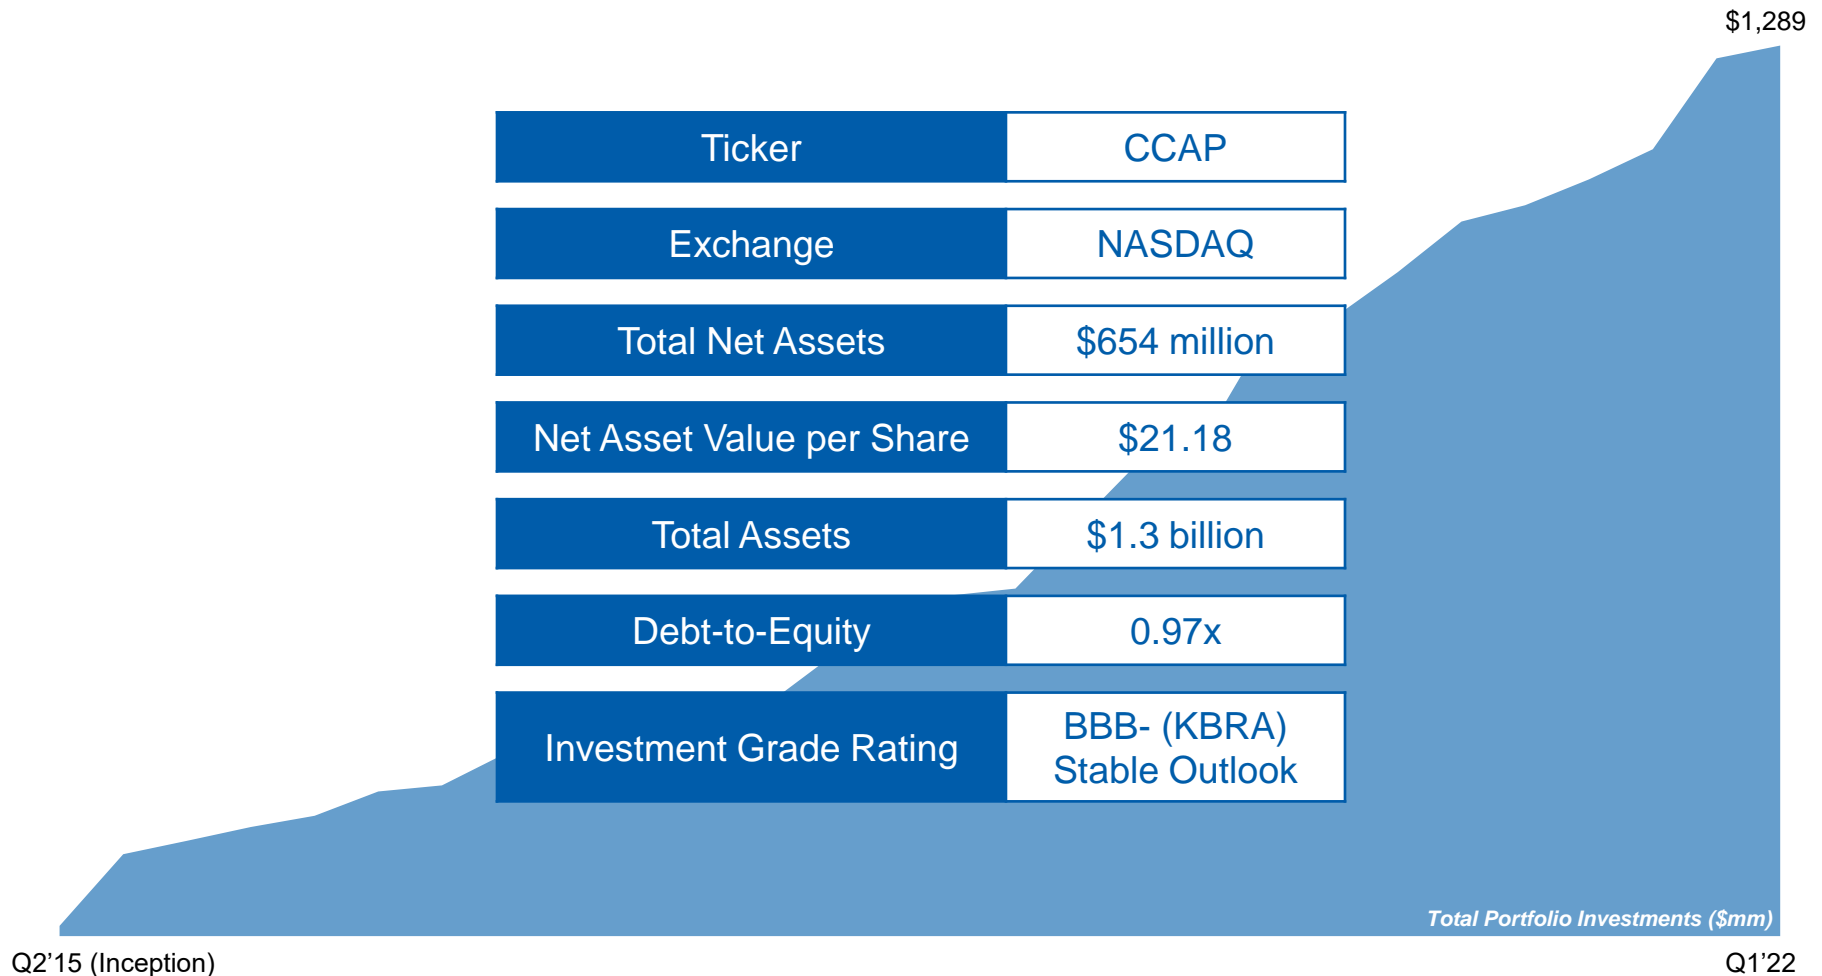 $1,289
Ticker CCAP
Exchange NASDAQ
Total Net Assets $654 million
Net Asset Value per Share $21.18
Total Assets $1.3 billion
Debt-to-Equity 0.97x
Investment Grade Rating BBB- (KBRA)
Stable Outlook
Total Portfolio Investments ($mm)
Q2’15 (Inception) Q1’22